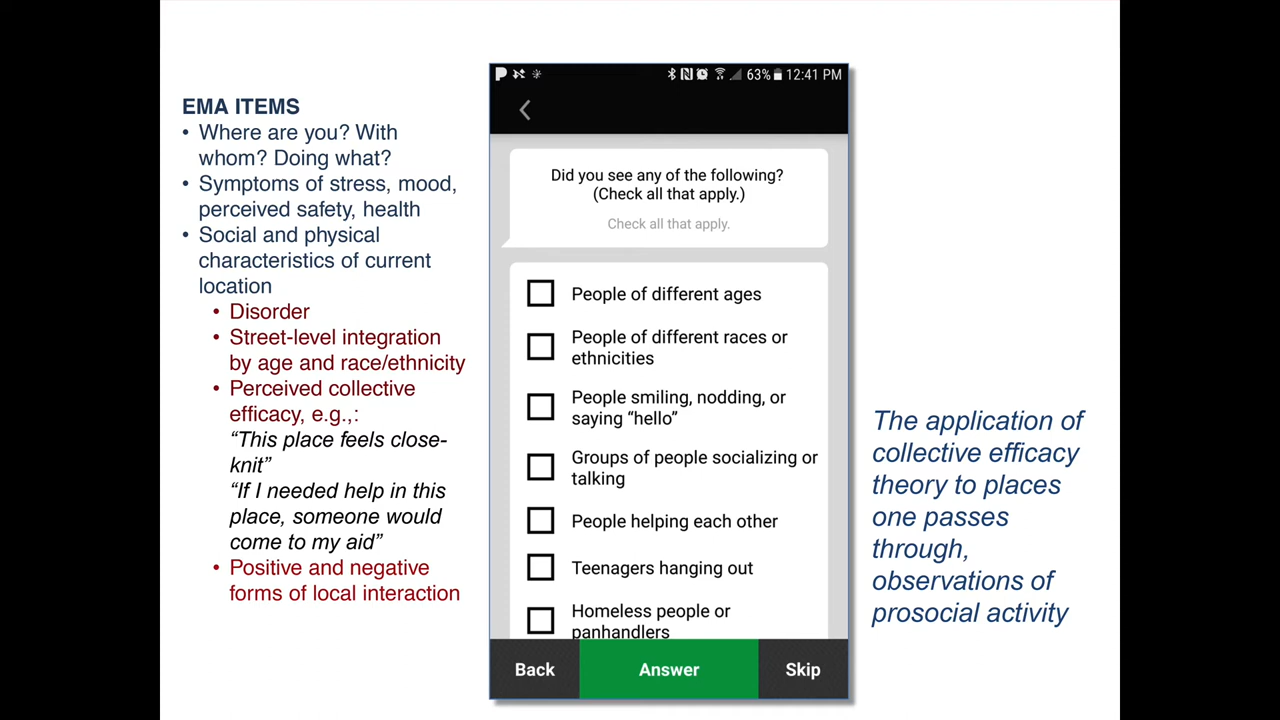 EMA ITEMS
• Where are you? With
whom? Doing what?
• Symptoms of stress, mood,
perceived safety, health
• Social and physical
characteristics of current
location
• Disorder
• Street-level integration
by age and race/ethnicity
• Perceived collective
efficacy, e.g.,:
“This place feels close-
knit”
“If I needed help in this
place, someone would
come to my aid”
• Positive and negative
forms of local interaction
63% 12:41 PM
Did you see any of the following?
(Check all that apply.)
Check all that apply.
People of different ages
People of different races or
ethnicities
People smiling, nodding, or
saying “hello”
Groups of people socializing or
talking
People helping each other
Teenagers hanging out
Homeless people or
panhandlers
Back Answer Skip
The application of
collective efficacy
theory to places
one passes
through,
observations of
prosocial activity